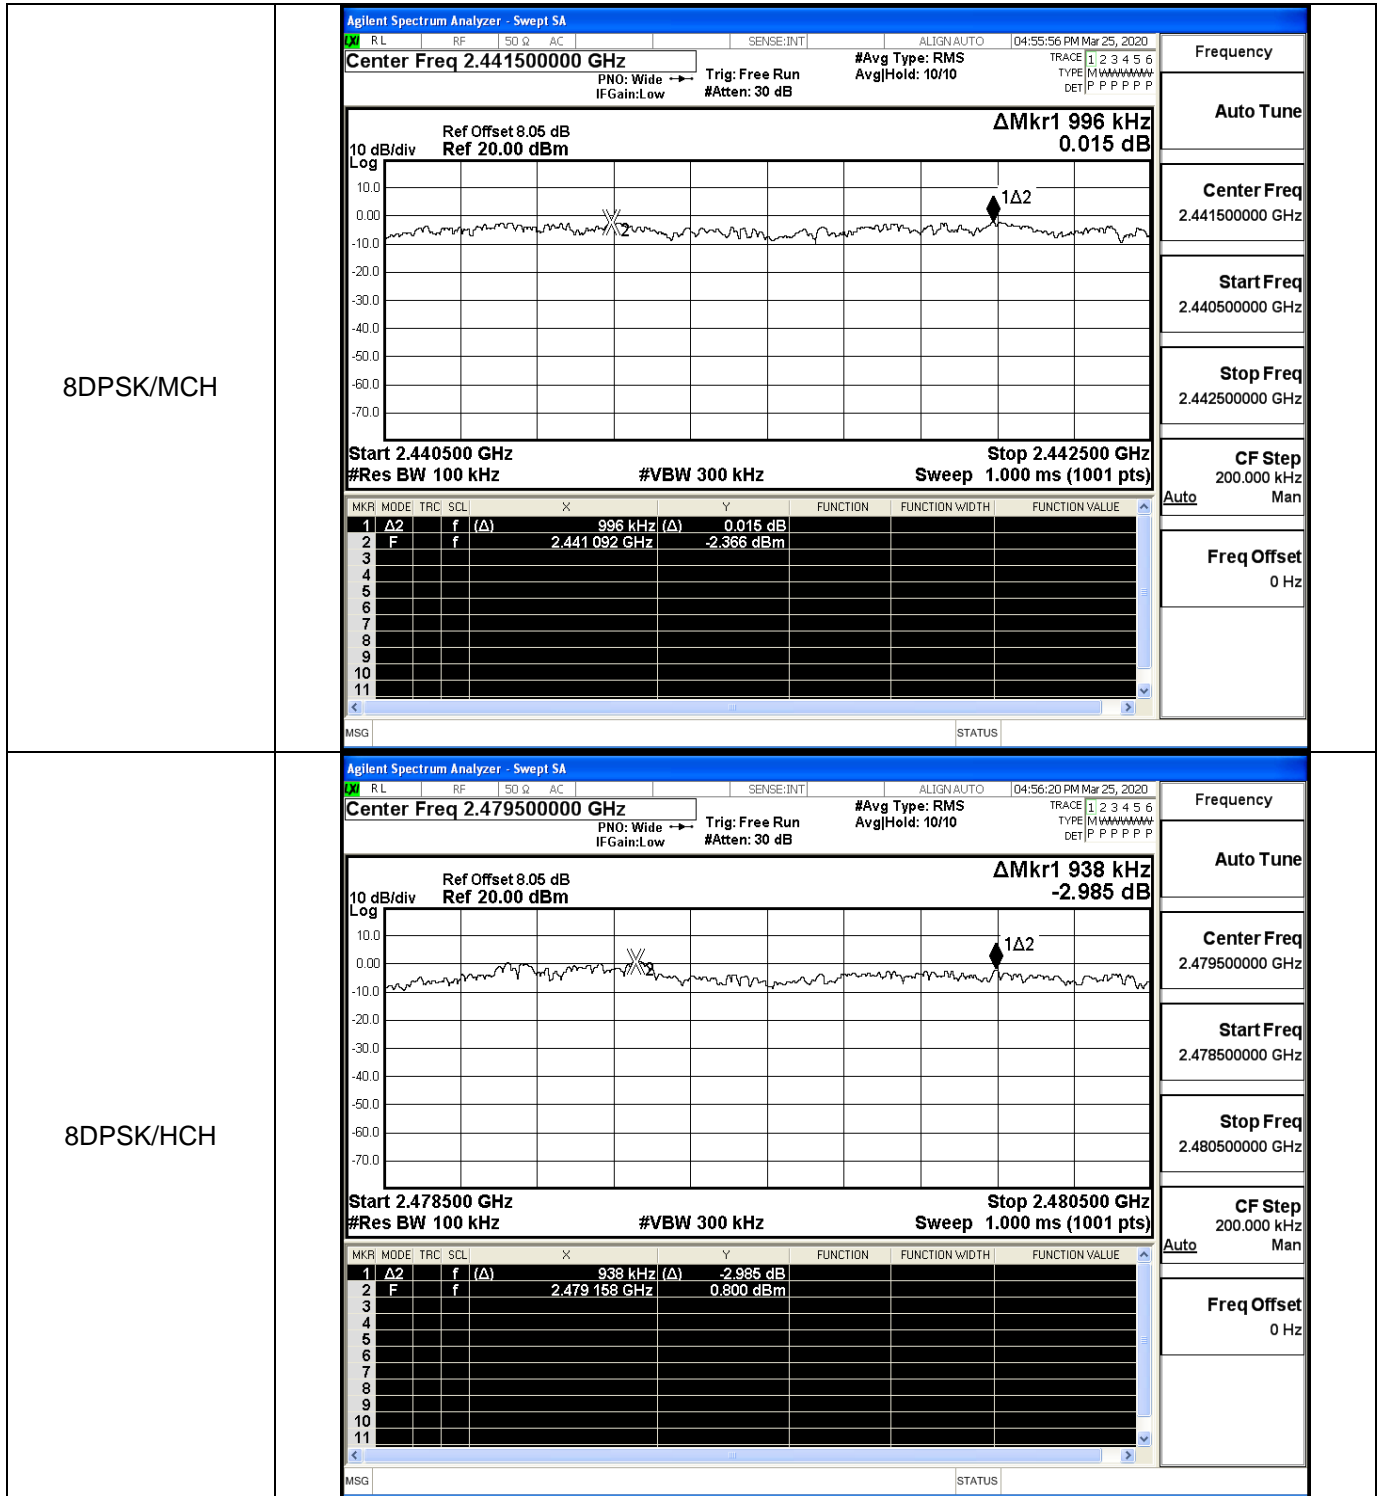 8DPSK/MCH
Agilent Spectrum Analyzer - Swept SA
LXI RL RF 50 Ω AC SENSE:INT ALIGN AUTO 04:55:56 PM Mar 25, 2020
Center Freq 2.441500000 GHz
PNO: Wide
IFGain:Low
Trig: Free Run
#Atten: 30 dB
#Avg Type: RMS
Avg|Hold: 10/10
TRACE 1 2 3 4 5 6
TYPE M WWWWW
DET P P P P P P
Ref Offset 8.05 dB
10 dB/div Ref 20.00 dBm
Log
ΔMkr1 996 kHz
0.015 dB
10.0
0.00
-10.0
-20.0
-30.0
-40.0
-50.0
-60.0
-70.0
1Δ2
2
Start 2.440500 GHz Stop 2.442500 GHz
#Res BW 100 kHz #VBW 300 kHz Sweep 1.000 ms (1001 pts)
MKR MODE TRC SCL X Y FUNCTION FUNCTION WIDTH FUNCTION VALUE
1 Δ2 f (Δ) 996 kHz (Δ) 0.015 dB
2 F f 2.441 092 GHz -2.366 dBm
3
4
5
6
7
8
9
10
11
MSG STATUS
Frequency
Auto Tune
Center Freq
2.441500000 GHz
Start Freq
2.440500000 GHz
Stop Freq
2.442500000 GHz
CF Step
200.000 kHz
Auto Man
Freq Offset
0 Hz
8DPSK/HCH
Agilent Spectrum Analyzer - Swept SA
LXI RL RF 50 Ω AC SENSE:INT ALIGN AUTO 04:56:20 PM Mar 25, 2020
Center Freq 2.479500000 GHz
PNO: Wide
IFGain:Low
Trig: Free Run
#Atten: 30 dB
#Avg Type: RMS
Avg|Hold: 10/10
TRACE 1 2 3 4 5 6
TYPE M WWWWW
DET P P P P P P
Ref Offset 8.05 dB
10 dB/div Ref 20.00 dBm
Log
ΔMkr1 938 kHz
-2.985 dB
10.0
0.00
-10.0
-20.0
-30.0
-40.0
-50.0
-60.0
-70.0
1Δ2
2
Start 2.478500 GHz Stop 2.480500 GHz
#Res BW 100 kHz #VBW 300 kHz Sweep 1.000 ms (1001 pts)
MKR MODE TRC SCL X Y FUNCTION FUNCTION WIDTH FUNCTION VALUE
1 Δ2 f (Δ) 938 kHz (Δ) -2.985 dB
2 F f 2.479 158 GHz 0.800 dBm
3
4
5
6
7
8
9
10
11
MSG STATUS
Frequency
Auto Tune
Center Freq
2.479500000 GHz
Start Freq
2.478500000 GHz
Stop Freq
2.480500000 GHz
CF Step
200.000 kHz
Auto Man
Freq Offset
0 Hz